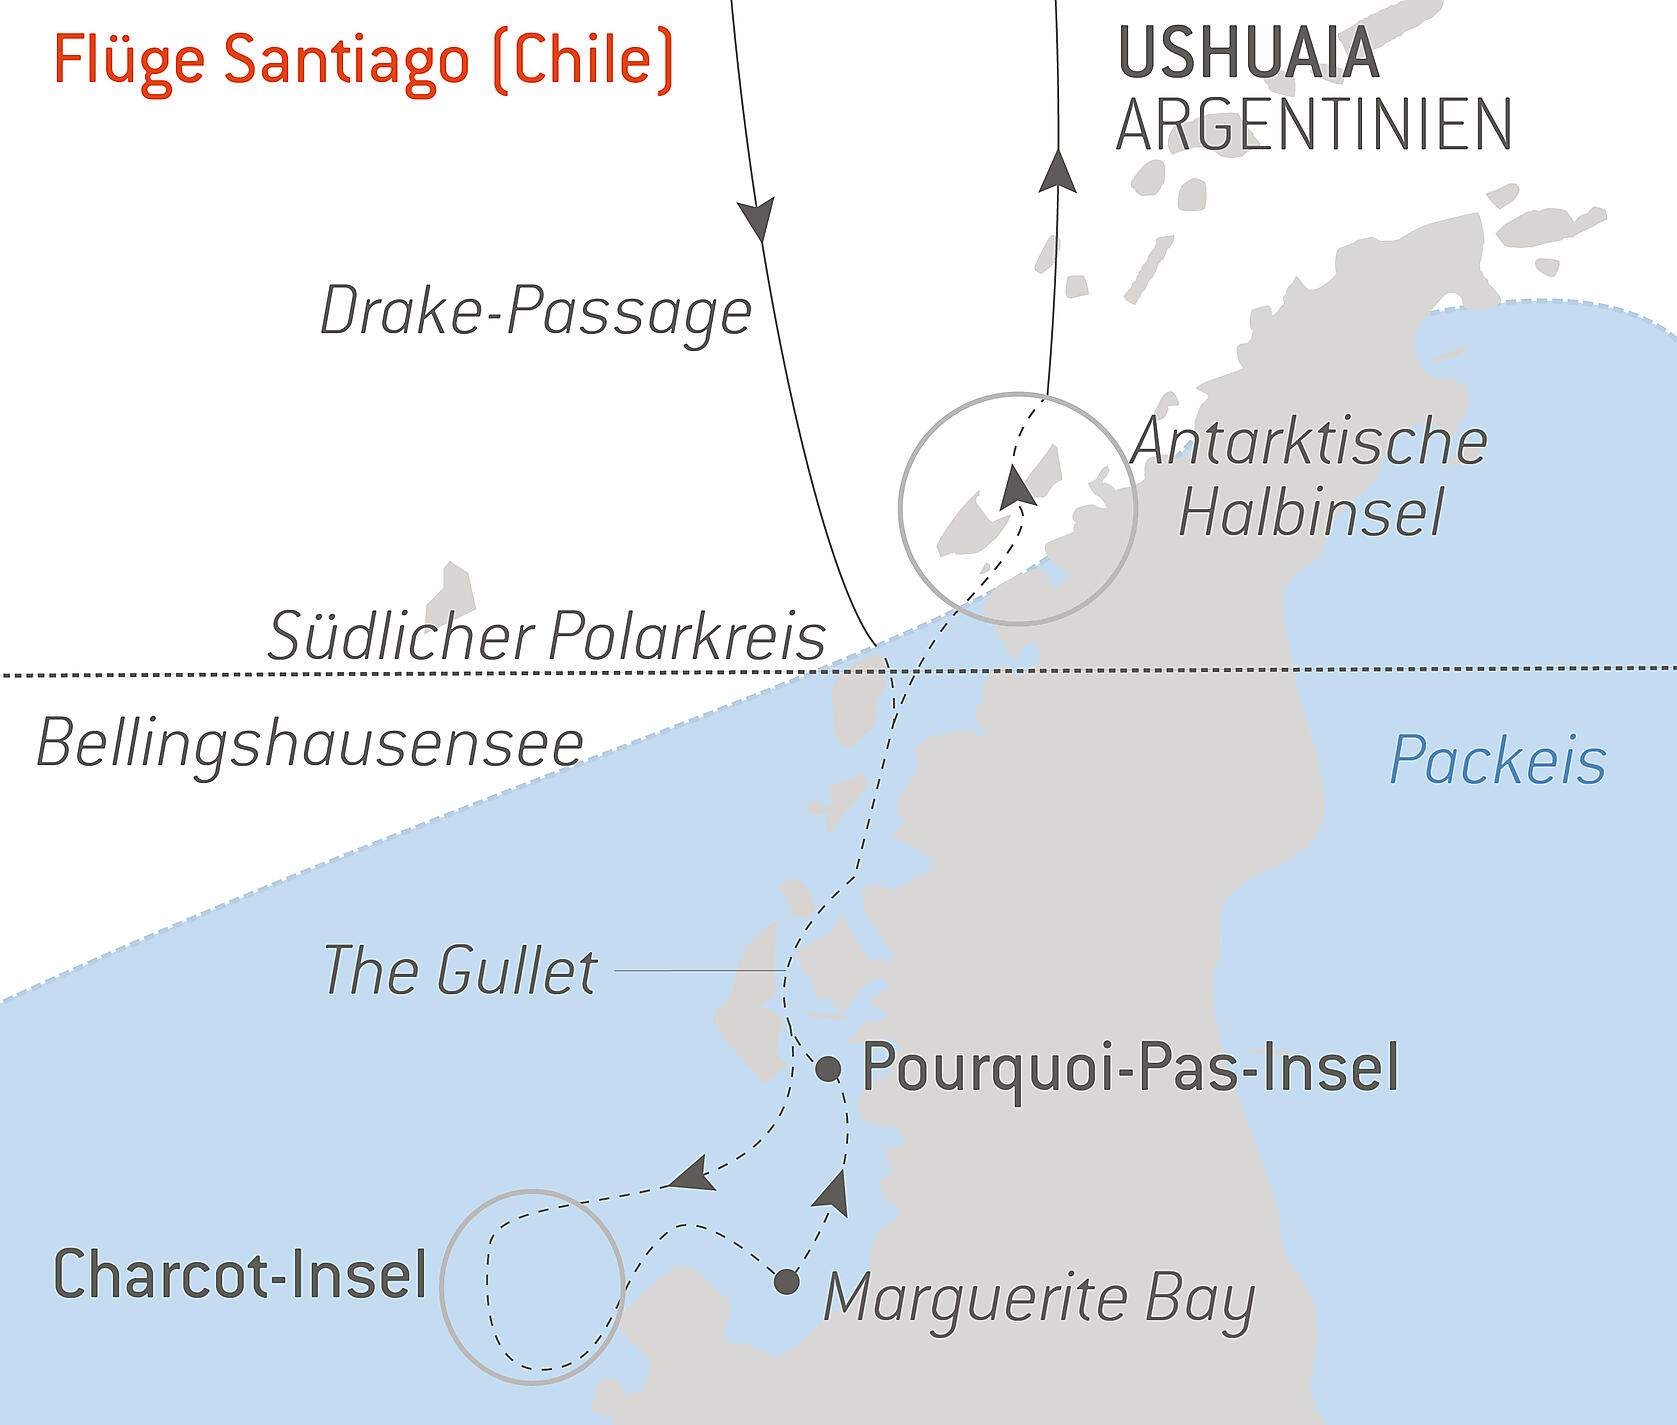 Flüge Santiago (Chile)
USHUAIA
ARGENTINIEN
Drake-Passage
Antarktische
Halbinsel
Südlicher Polarkreis
Bellingshausensee
Packeis
The Gullet
Pourquoi-Pas-Insel
Charcot-Insel
Marguerite Bay